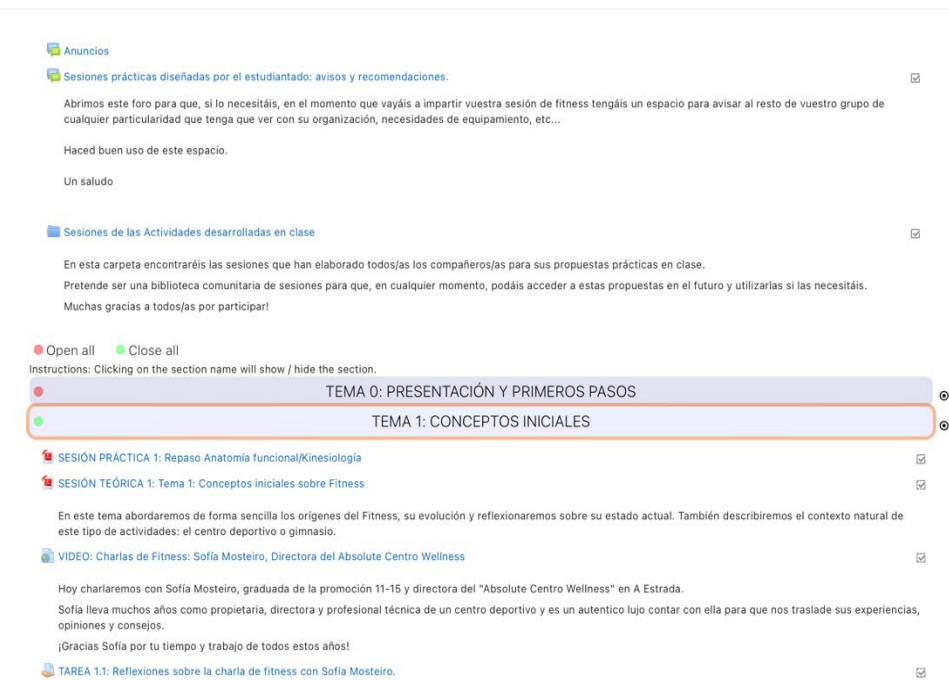 Anuncios
Sesiones prácticas diseñadas por el estudiantado: avisos y recomendaciones.
Abrimos este foro para que, si lo necesitáis, en el momento que vayáis a impartir vuestra sesión de fitness tengáis un espacio para avisar al resto de vuestro grupo de
cualquier particularidad que tenga que ver con su organización, necesidades de equipamiento, etc...
Haced buen uso de este espacio.
Un saludo
Sesiones de las Actividades desarrolladas en clase
En esta carpeta encontraréis las sesiones que han elaborado todos/as los compañeros/as para sus propuestas prácticas en clase.
Pretende ser una biblioteca comunitaria de sesiones para que, en cualquier momento, podáis acceder a estas propuestas en el futuro y utilizarlas si las necesitáis.
Muchas gracias a todos/as por participar!
Open all Close all
Instructions: Clicking on the section name will show / hide the section.
TEMA 0: PRESENTACIÓN Y PRIMEROS PASOS
TEMA 1: CONCEPTOS INICIALES
SESIÓN PRÁCTICA 1: Repaso Anatomía funcional/Kinesiología
SESIÓN TEÓRICA 1: Tema 1: Conceptos iniciales sobre Fitness
En este tema abordaremos de forma sencilla los orígenes del Fitness, su evolución y reflexionaremos sobre su estado actual. También describiremos el contexto natural de
este tipo de actividades: el centro deportivo o gimnasio.
VIDEO: Charlas de Fitness: Sofía Mosteiro, Directora del Absolute Centro Wellness
Hoy charlaremos con Sofía Mosteiro, graduada de la promoción 11-15 y directora del "Absolute Centro Wellness" en A Estrada.
Sofía lleva muchos años como propietaria, directora y profesional técnica de un centro deportivo y es un autentico lujo contar con ella para que nos traslade sus experiencias,
opiniones y consejos.
¡Gracias Sofía por tu tiempo y trabajo de todos estos años!
TAREA 1.1: Reflexiones sobre la charla de fitness con Sofía Mosteiro.